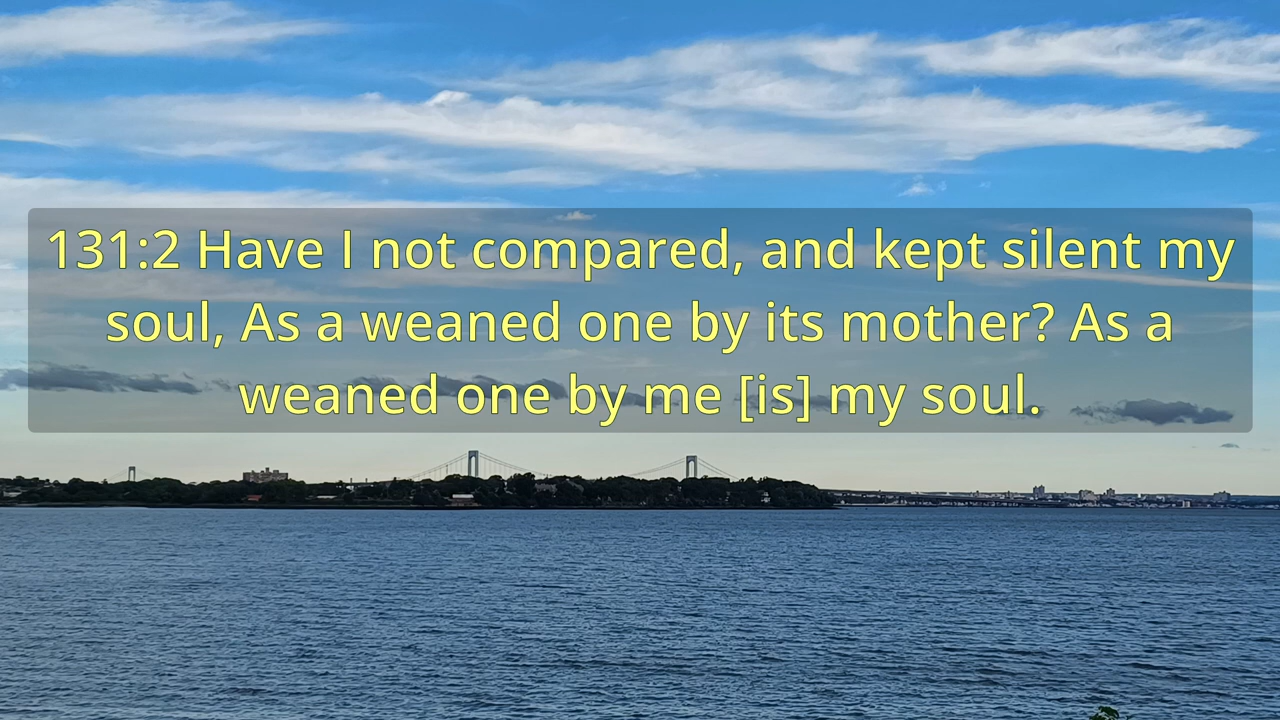 131:2 Have I not compared, and kept silent my
soul, As a weaned one by its mother? As a
weaned one by me [is] my soul.